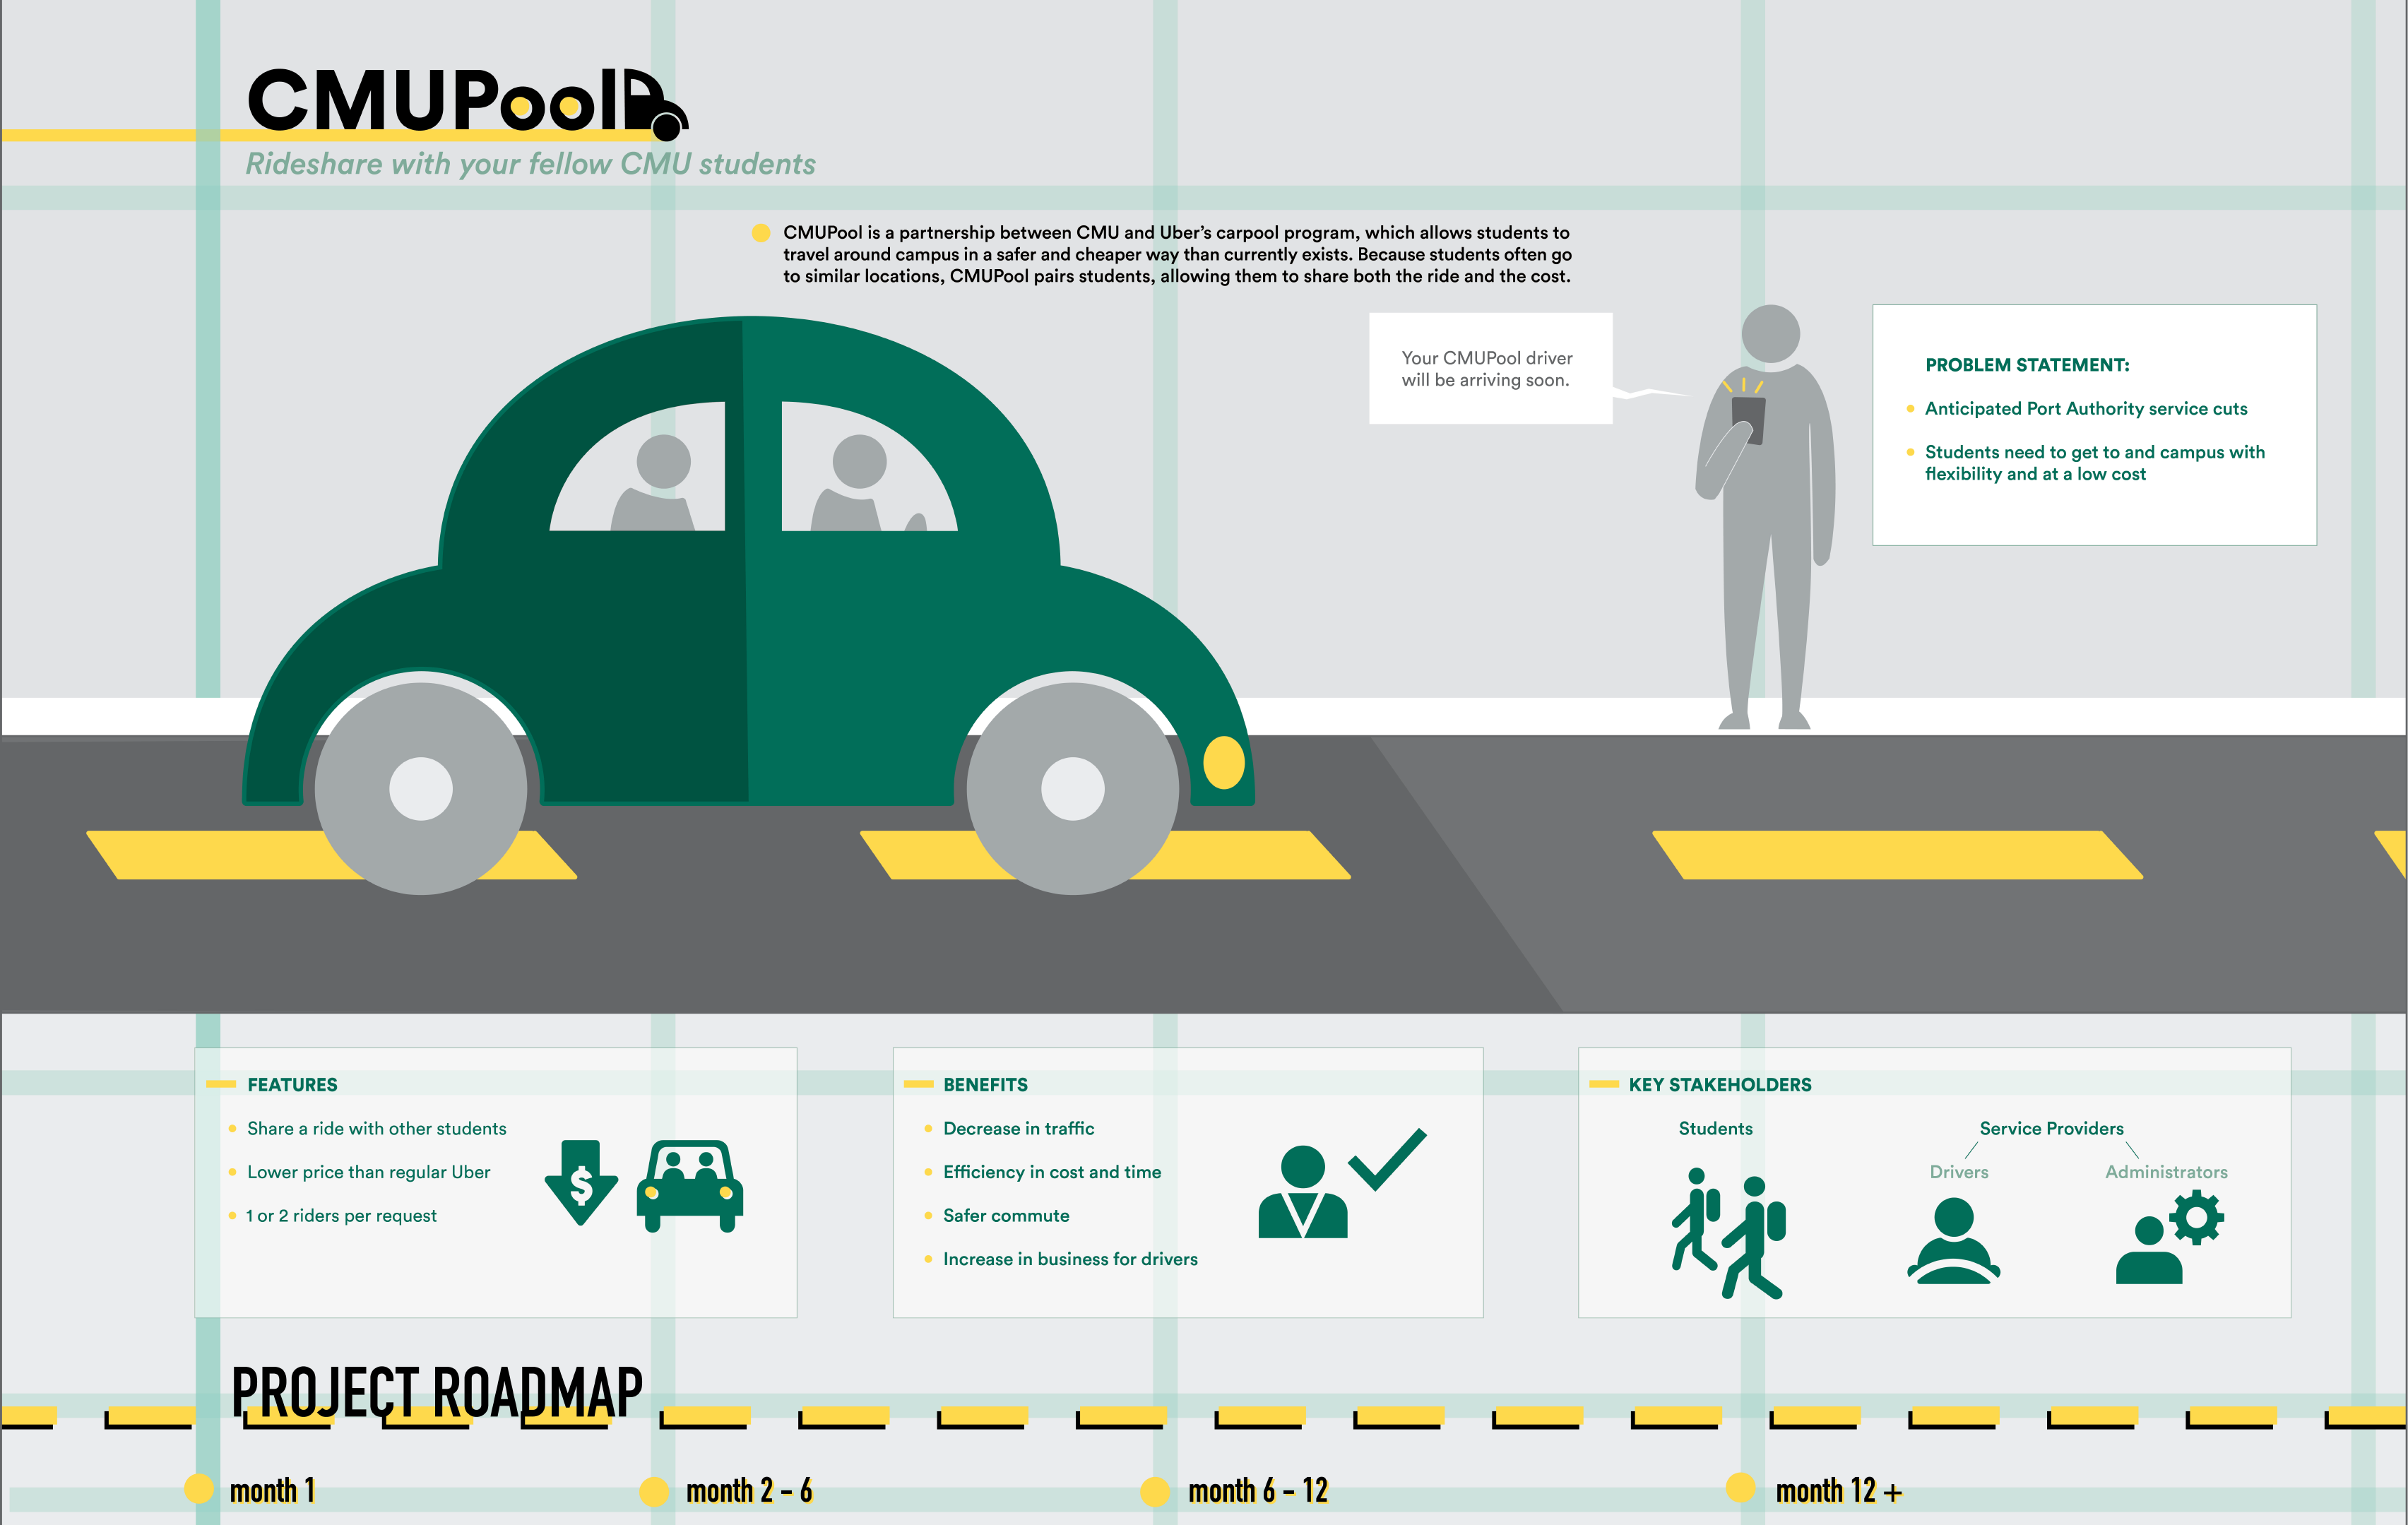 CMUPool
Rideshare with your fellow CMU students
CMUPool is a partnership between CMU and Uber's carpool program, which allows students to
travel around campus in a safer and cheaper way than currently exists. Because students often go
to similar locations, CMUPool pairs students, allowing them to share both the ride and the cost.
Your CMUPool driver
will be arriving soon.
PROBLEM STATEMENT:
Anticipated Port Authority service cuts
Students need to get to and campus with
flexibility and at a low cost
FEATURES
Share a ride with other students
Lower price than regular Uber
1 or 2 riders per request
$
BENEFITS
Decrease in traffic
Efficiency in cost and time
Safer commute
Increase in business for drivers
KEY STAKEHOLDERS
Students
Service Providers
Drivers
Administrators
PROJECT ROADMAP
month 1
month 2 – 6
month 6 – 12
month 12 +